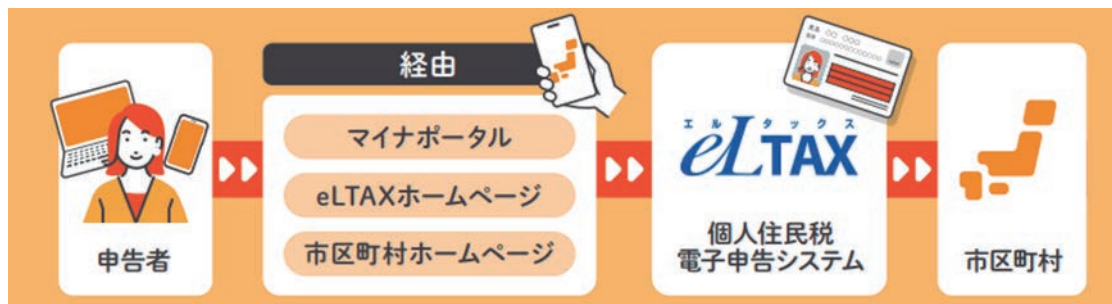 申告者
経由
マイナポータル
eLTAXホームページ
市区町村ホームページ
エルタックス
eLTAX
個人住民税
電子申告システム
市区町村